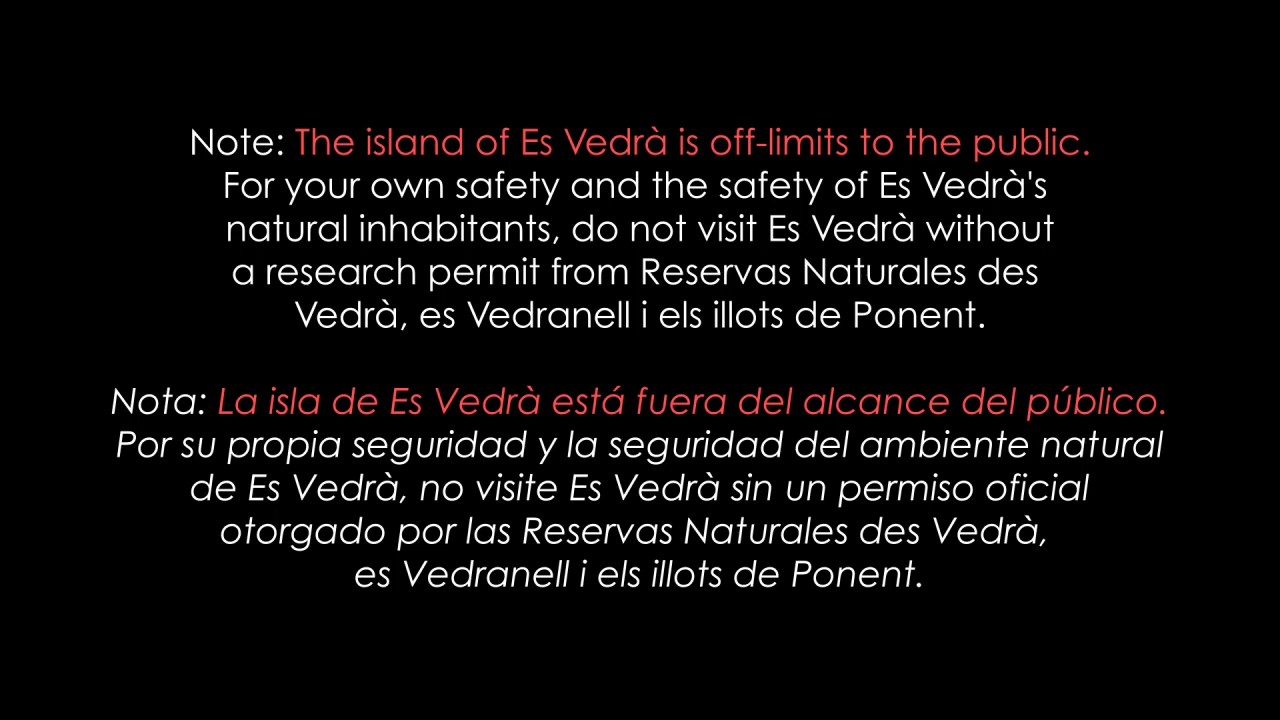 Note: The island of Es Vedrà is off-limits to the public.
For your own safety and the safety of Es Vedrà's
natural inhabitants, do not visit Es Vedrà without
a research permit from Reservas Naturales des
Vedrà, es Vedranell i els illots de Ponent.
Nota: La isla de Es Vedrà está fuera del alcance del público.
Por su propia seguridad y la seguridad del ambiente natural
de Es Vedrà, no visite Es Vedrà sin un permiso oficial
otorgado por las Reservas Naturales des Vedrà,
es Vedranell i els illots de Ponent.